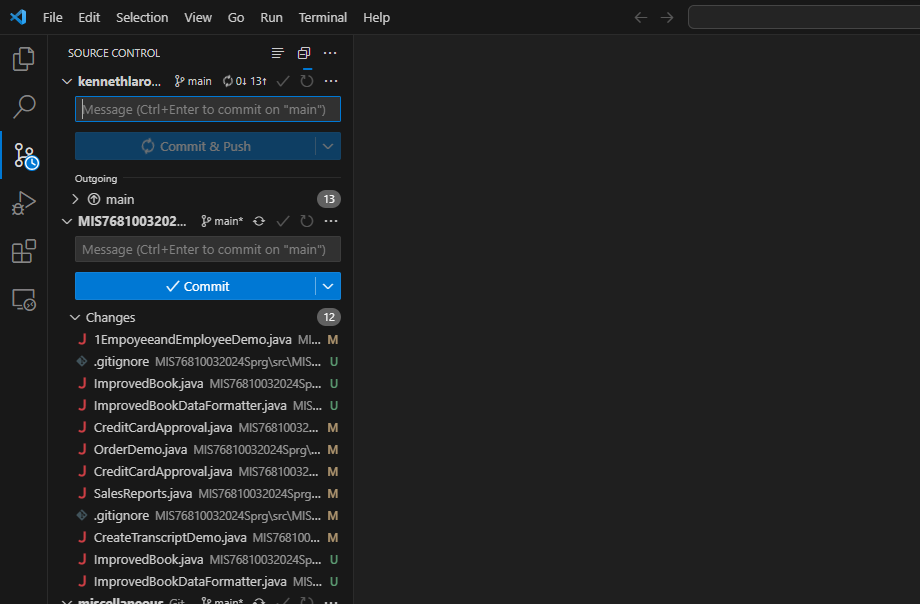 File Edit Selection View Go Run Terminal Help
SOURCE CONTROL
kennethlaro... main 0↓ 13↑
Message (Ctrl+Enter to commit on "main")
Commit & Push
Outgoing
main 13
MIS7681003202... main*
Message (Ctrl+Enter to commit on "main")
Commit
Changes 12
1EmpoyeeandEmployeeDemo.java MI... M
.gitignore MIS76810032024Sprg\src\MIS... U
ImprovedBook.java MIS76810032024Sp... U
ImprovedBookDataFormatter.java MIS... U
CreditCardApproval.java MIS76810032... M
OrderDemo.java MIS76810032024Sprg\... M
CreditCardApproval.java MIS76810032... M
SalesReports.java MIS76810032024Sprg... M
.gitignore MIS76810032024Sprg\src\MIS... M
CreateTranscriptDemo.java MIS768100... M
ImprovedBook.java MIS76810032024Sp... U
ImprovedBookDataFormatter.java MIS... U
miscellaneous Git main*